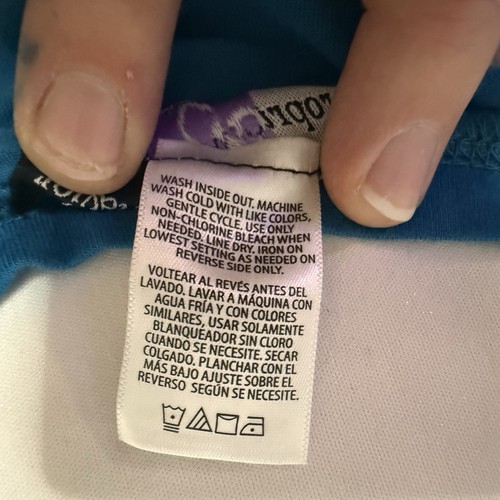 WASH INSIDE OUT. MACHINE
WASH COLD WITH LIKE COLORS,
GENTLE CYCLE. USE ONLY
NON-CHLORINE BLEACH WHEN
NEEDED, LINE DRY. IRON ON
LOWEST SETTING AS NEEDED ON
REVERSE SIDE ONLY.
VOLTEAR AL REVÉS ANTES DEL
LAVADO. LAVAR A MÁQUINA CON
AGUA FRÍA Y CON COLORES
SIMILARES, USAR SOLAMENTE
BLANQUEADOR SIN CLORO
CUANDO SE NECESITE. SECAR
COLGADO. PLANCHAR CON EL
MÁS BAJO AJUSTE SOBRE EL
REVERSO SEGÚN SE NECESITE.